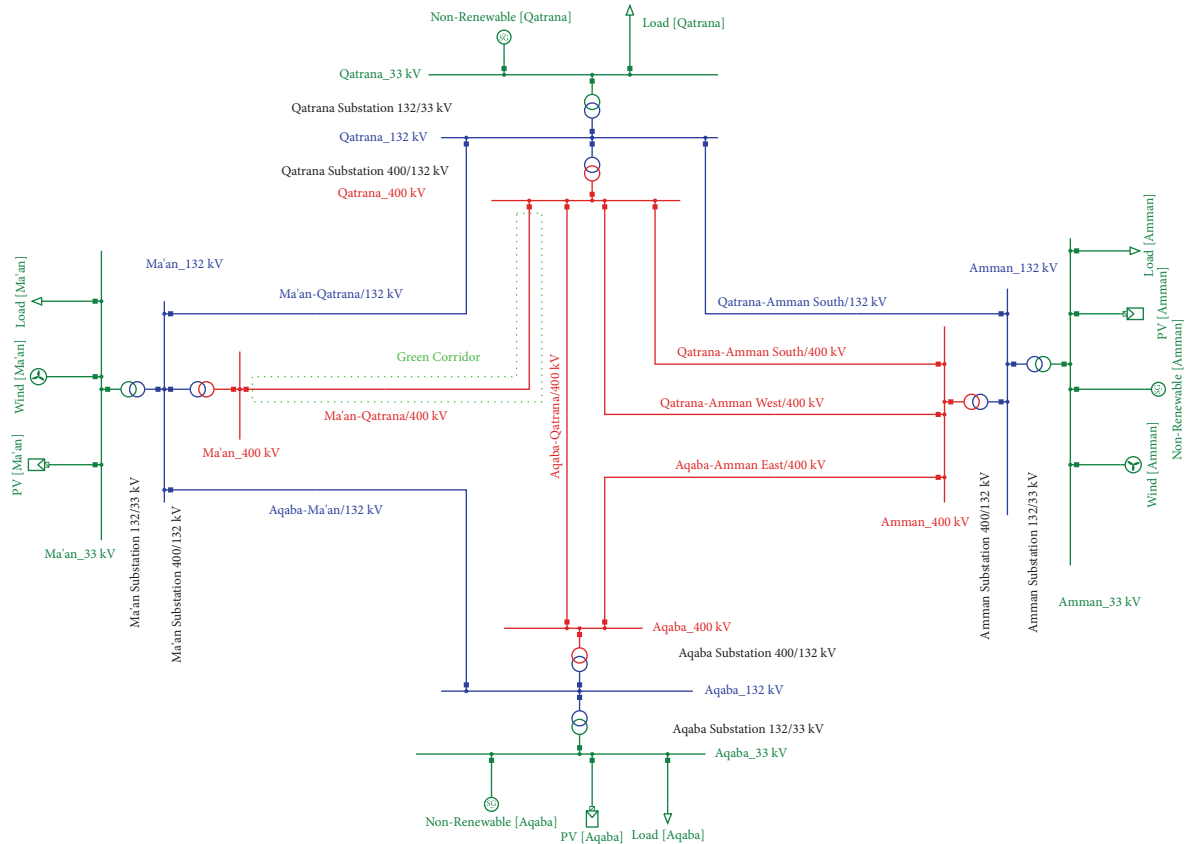 Non-Renewable [Qatrana]
Load [Qatrana]
SG
Qatrana_33 kV
Qatrana Substation 132/33 kV
Qatrana_132 kV
Qatrana Substation 400/132 kV
Qatrana_400 kV
Ma'an_132 kV
Ma'an-Qatrana/132 kV
Green Corridor
Ma'an-Qatrana/400 kV
Ma'an_400 kV
Aqaba-Ma'an/132 kV
Load [Ma'an]
Wind [Ma'an]
PV [Ma'an]
Ma'an_33 kV
Ma'an Substation 132/33 kV
Ma'an Substation 400/132 kV
Aqaba-Qatrana/400 kV
Amman_132 kV
Qatrana-Amman South/132 kV
Qatrana-Amman South/400 kV
Qatrana-Amman West/400 kV
Aqaba-Amman East/400 kV
Amman_400 kV
Amman Substation 400/132 kV
Amman Substation 132/33 kV
Load [Amman]
PV [Amman]
SG
Non-Renewable [Amman]
Wind [Amman]
Amman_33 kV
Aqaba_400 kV
Aqaba Substation 400/132 kV
Aqaba_132 kV
Aqaba Substation 132/33 kV
Aqaba_33 kV
SG
Non-Renewable [Aqaba]
PV [Aqaba]
Load [Aqaba]